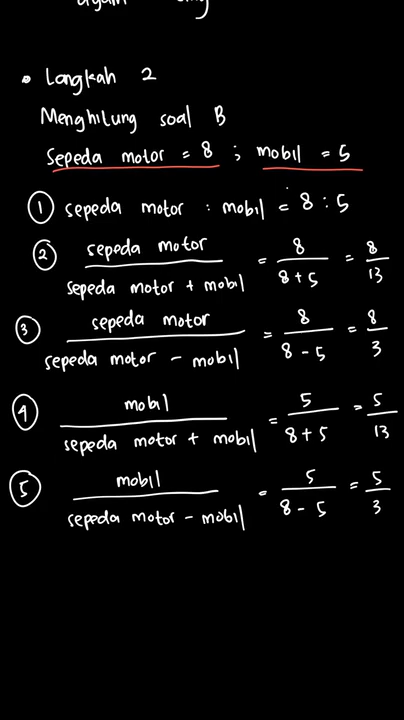 • Langkah 2
Menghitung soal B
Sepeda motor = 8 ; mobil = 5
① sepeda motor : mobil = 8 : 5
② sepeda motor / sepeda motor + mobil = 8 / 8 + 5 = 8 / 13
③ sepeda motor / sepeda motor − mobil = 8 / 8 − 5 = 8 / 3
④ mobil / sepeda motor + mobil = 5 / 8 + 5 = 5 / 13
⑤ mobil / sepeda motor − mobil = 5 / 8 − 5 = 5 / 3